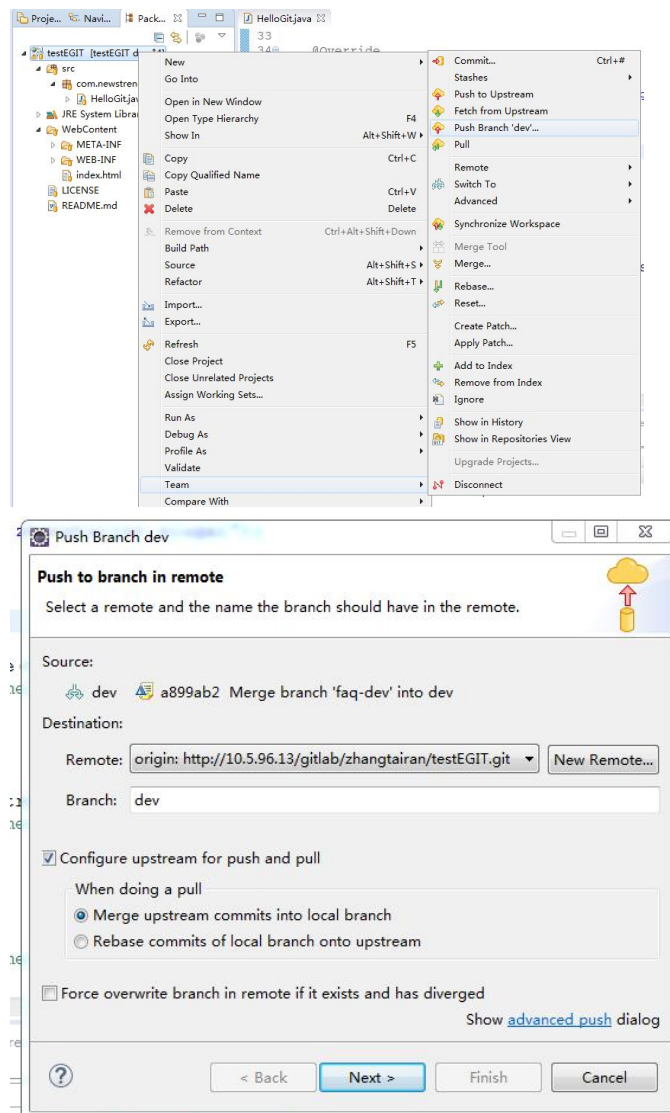 Proje... Navi... Pack... HelloGit.java
33
34 @Override
testEGIT [testEGIT d
src
com.newstren
HelloGit.jav
JRE System Librar
WebContent
META-INF
WEB-INF
index.html
LICENSE
README.md
New
Go Into
Open in New Window
Open Type Hierarchy F4
Show In Alt+Shift+W
Copy Ctrl+C
Copy Qualified Name
Paste Ctrl+V
Delete Delete
Remove from Context Ctrl+Alt+Shift+Down
Build Path
Source Alt+Shift+S
Refactor Alt+Shift+T
Import...
Export...
Refresh F5
Close Project
Close Unrelated Projects
Assign Working Sets...
Run As
Debug As
Profile As
Validate
Team
Compare With
Commit... Ctrl+#
Stashes
Push to Upstream
Fetch from Upstream
Push Branch 'dev'...
Pull
Remote
Switch To
Advanced
Synchronize Workspace
Merge Tool
Merge...
Rebase...
Reset...
Create Patch...
Apply Patch...
Add to Index
Remove from Index
Ignore
Show in History
Show in Repositories View
Upgrade Projects...
Disconnect
Push Branch dev
Push to branch in remote
Select a remote and the name the branch should have in the remote.
Source:
dev a899ab2 Merge branch 'faq-dev' into dev
Destination:
Remote: origin: http://10.5.96.13/gitlab/zhangtairan/testEGIT.git New Remote...
Branch: dev
Configure upstream for push and pull
When doing a pull
Merge upstream commits into local branch
Rebase commits of local branch onto upstream
Force overwrite branch in remote if it exists and has diverged
Show advanced push dialog
? < Back Next > Finish Cancel